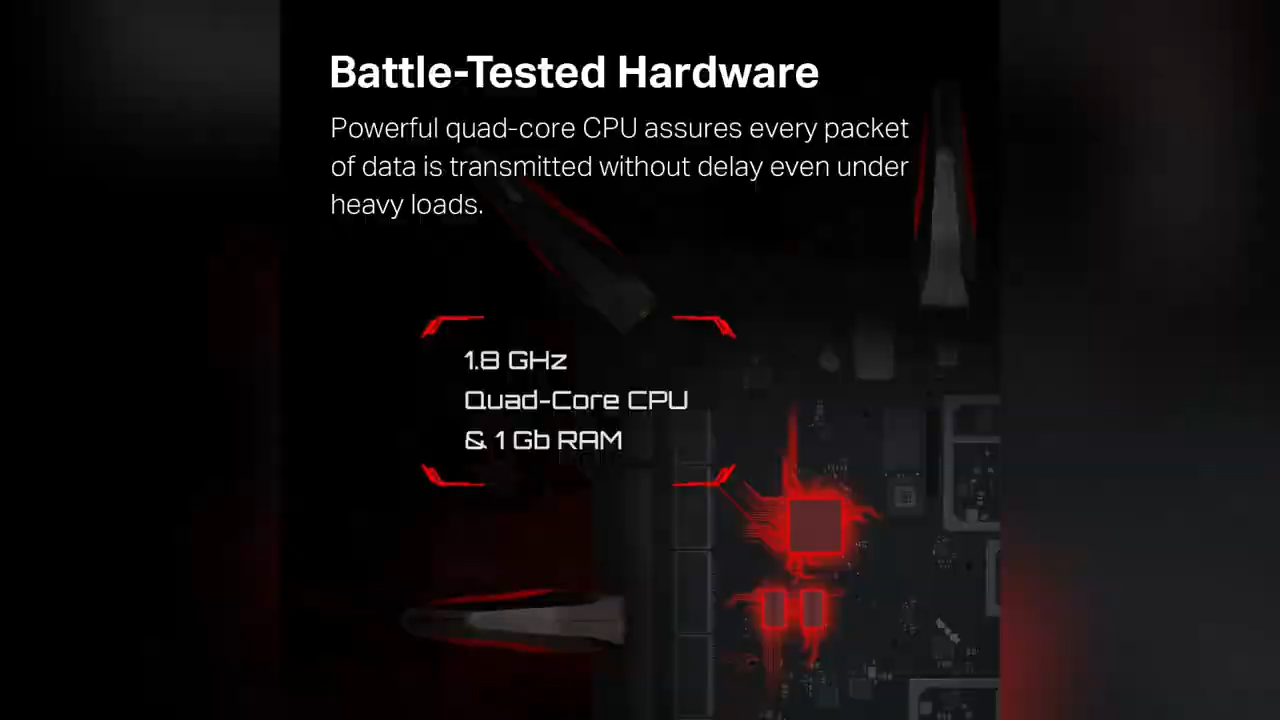 Battle-Tested Hardware
Powerful quad-core CPU assures every packet
of data is transmitted without delay even under
heavy loads.
1.8 GHz
Quad-Core CPU
& 1 Gb RAM